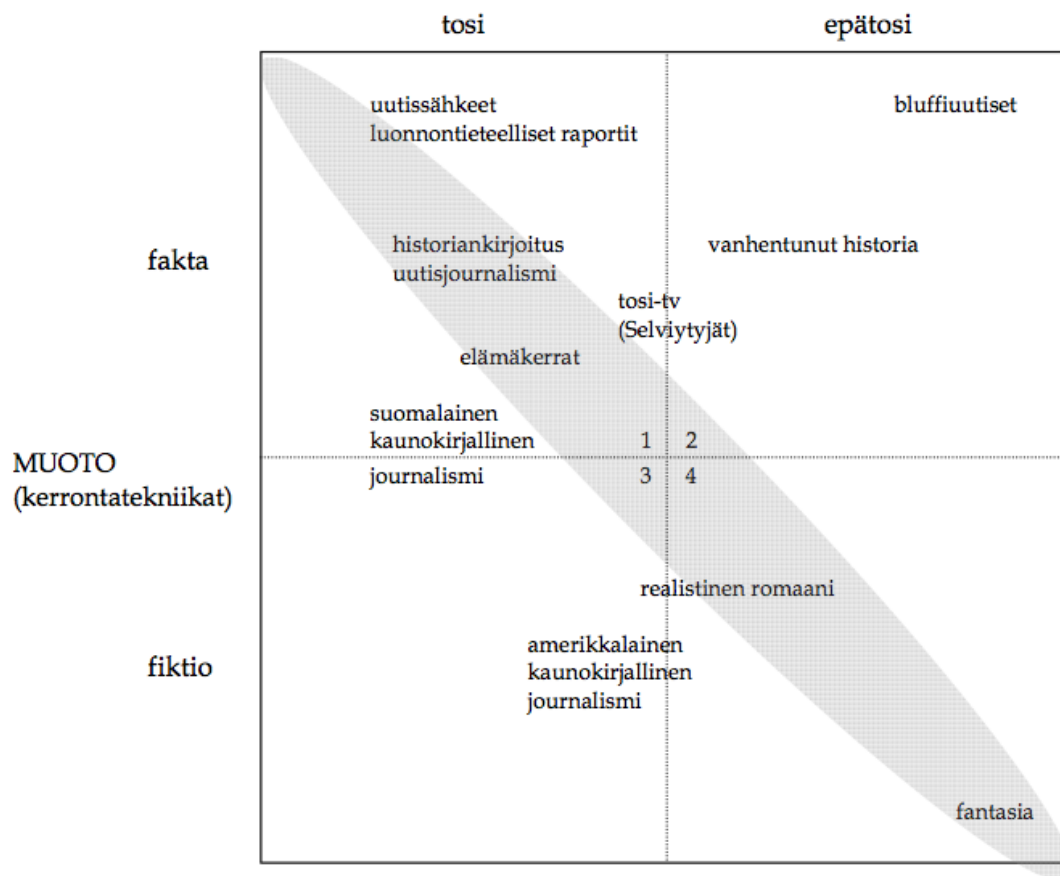 tosi
epätosi
uutissähkeet
luonnontieteelliset raportit
bluffiuutiset
fakta
historiankirjoitus
uutisjournalismi
vanhentunut historia
tosi-tv
(Selviytyjät)
elämäkerrat
suomalainen
kaunokirjallinen
1
2
MUOTO
(kerrontatekniikat)
journalismi
3
4
realistinen romaani
fiktio
amerikkalainen
kaunokirjallinen
journalismi
fantasia